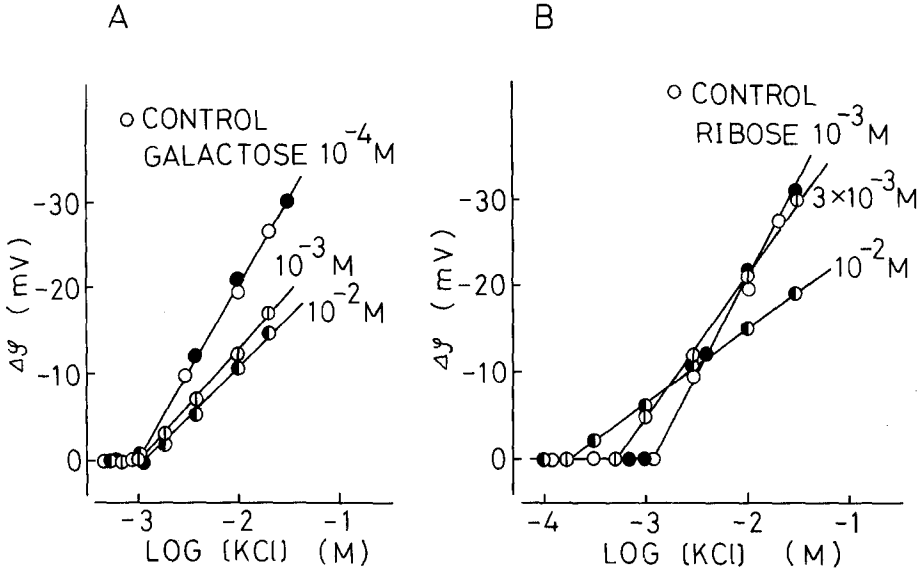 A
○ CONTROL
GALACTOSE 10⁻⁴M
10⁻³M
10⁻²M
-30
-20
-10
0
Δφ (mV)
-3 -2 -1
LOG [KCl] (M)
B
○ CONTROL
RIBOSE 10⁻³M
3×10⁻³M
10⁻²M
-30
-20
-10
0
Δφ (mV)
-4 -3 -2 -1
LOG [KCl] (M)